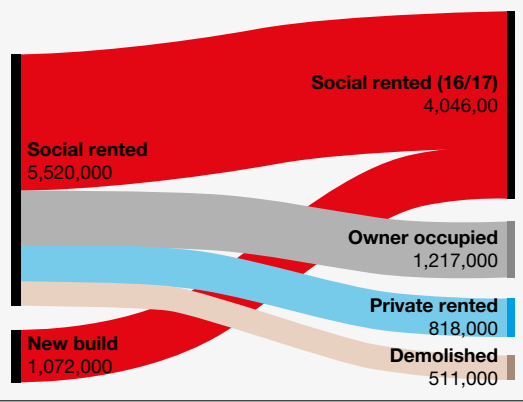 Social rented (16/17)
4,046,00
Social rented
5,520,000
Owner occupied
1,217,000
Private rented
818,000
New build
1,072,000
Demolished
511,000